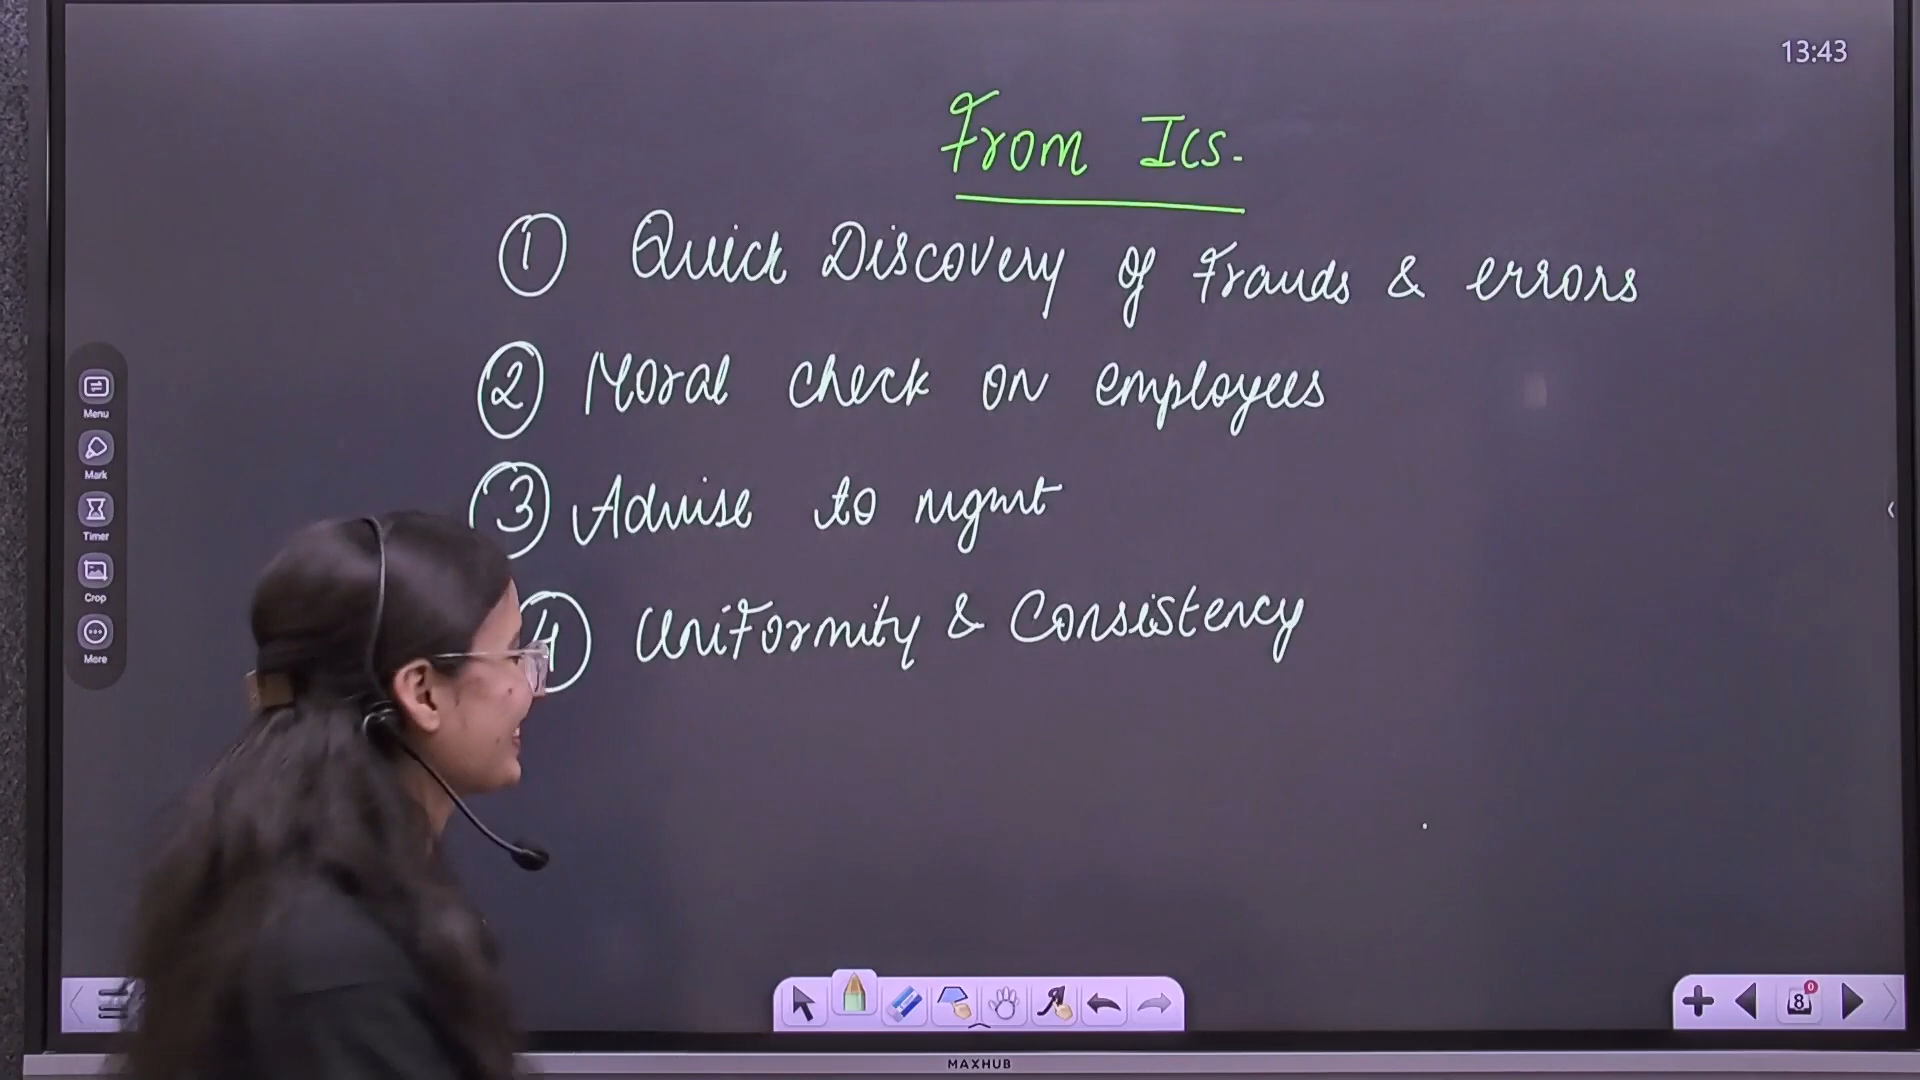 13:43
From Ics.
① Quick Discovery of Frauds & errors
② Moral check on employees
③ Advise to mgmt
④ Uniformity & Consistency
Menu
Mark
Timer
Crop
More
8 0
MAXHUB